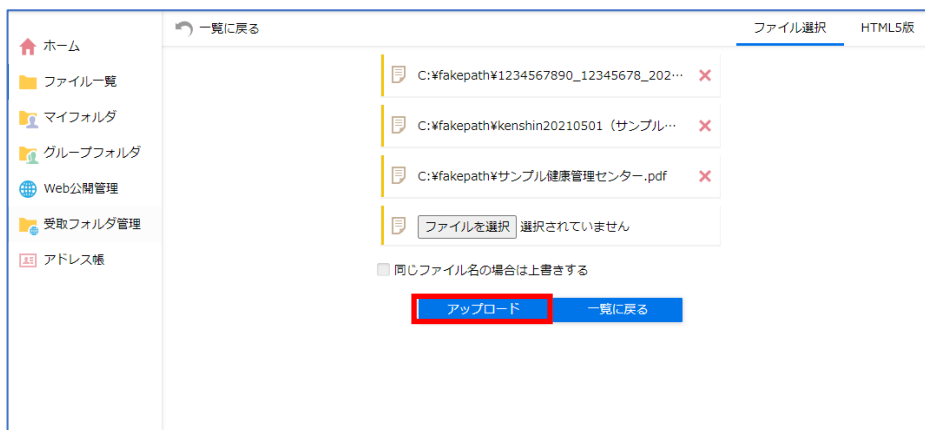 一覧に戻る
ファイル選択
HTML5版
ホーム
ファイル一覧
マイフォルダ
グループフォルダ
Web公開管理
受取フォルダ管理
アドレス帳
C:¥fakepath¥1234567890_12345678_202…
C:¥fakepath¥kenshin20210501（サンプル…
C:¥fakepath¥サンプル健康管理センター.pdf
ファイルを選択 選択されていません
同じファイル名の場合は上書きする
アップロード
一覧に戻る